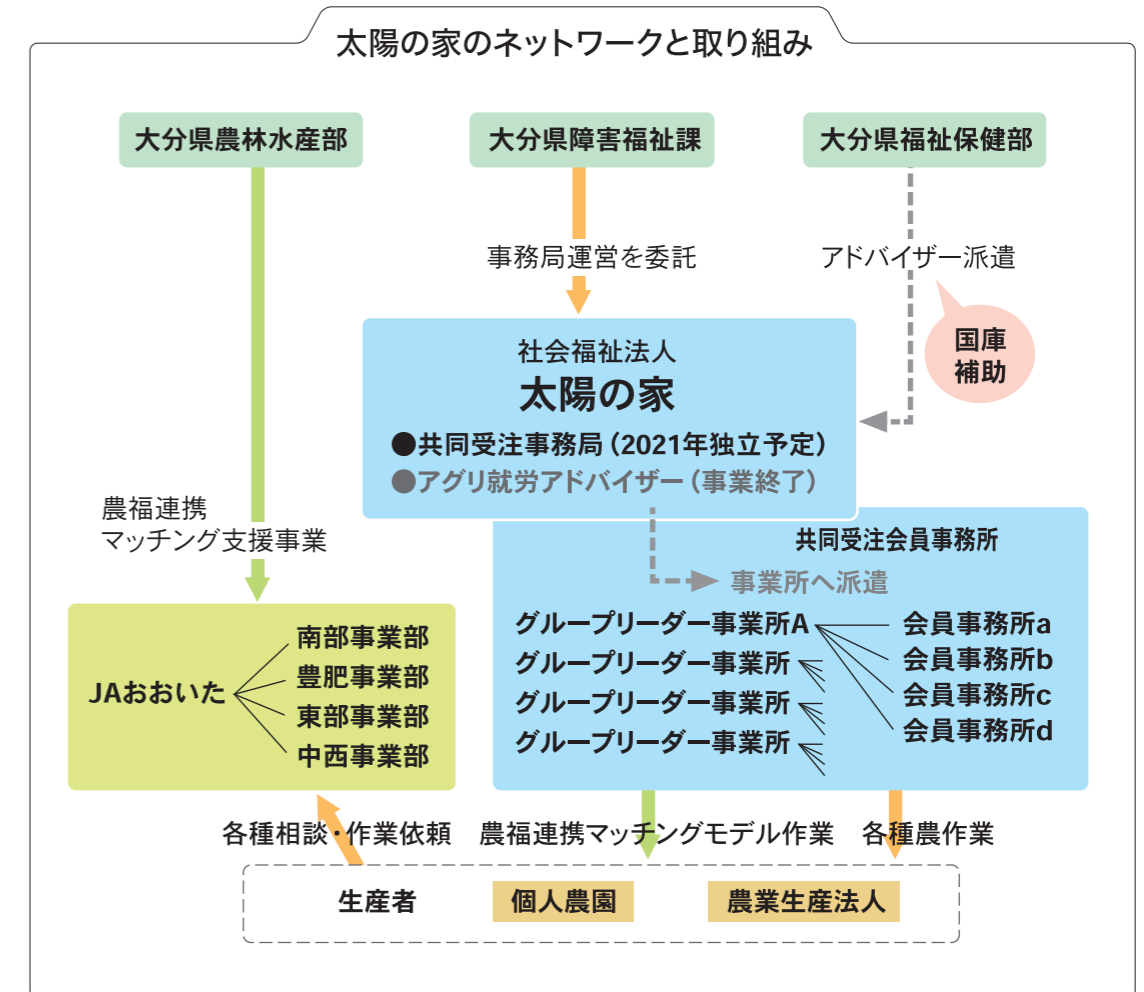 太陽の家のネットワークと取り組み
大分県農林水産部
大分県障害福祉課
大分県福祉保健部
事務局運営を委託
アドバイザー派遣
国庫
補助
社会福祉法人
太陽の家
●共同受注事務局（2021年独立予定）
●アグリ就労アドバイザー（事業終了）
農福連携
マッチング支援事業
共同受注会員事務所
事業所へ派遣
JAおおいた
南部事業部
豊肥事業部
東部事業部
中西事業部
グループリーダー事業所A
グループリーダー事業所
グループリーダー事業所
グループリーダー事業所
会員事務所a
会員事務所b
会員事務所c
会員事務所d
各種相談・作業依頼
農福連携マッチングモデル作業
各種農作業
生産者
個人農園
農業生産法人